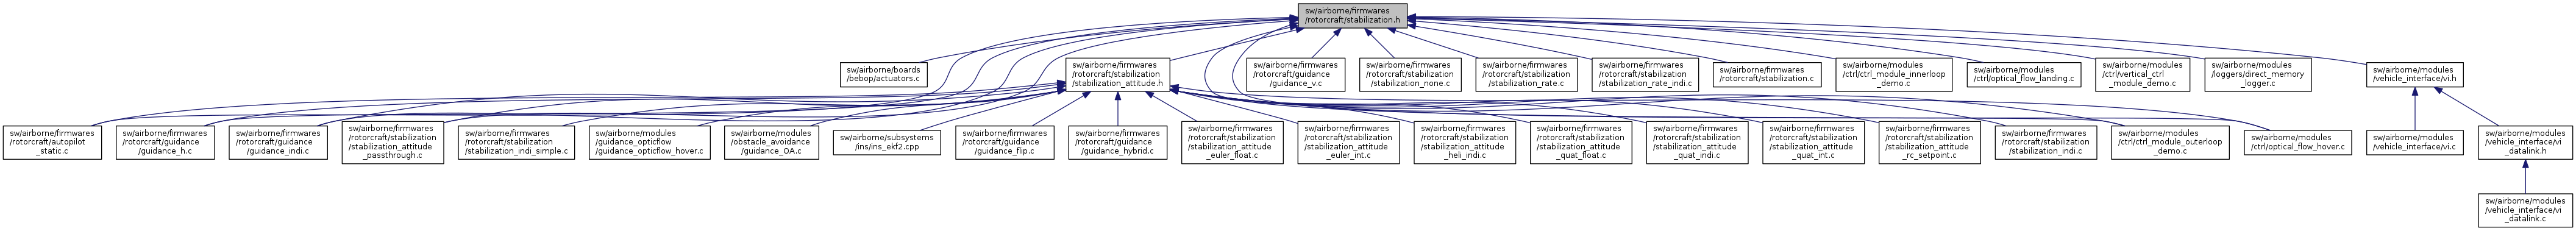 sw/airborne/firmwares
/rotorcraft/stabilization.h
sw/airborne/boards
/bebop/actuators.c
sw/airborne/firmwares
/rotorcraft/stabilization
/stabilization_attitude.h
sw/airborne/firmwares
/rotorcraft/guidance
/guidance_v.c
sw/airborne/firmwares
/rotorcraft/stabilization
/stabilization_none.c
sw/airborne/firmwares
/rotorcraft/stabilization
/stabilization_rate.c
sw/airborne/firmwares
/rotorcraft/stabilization
/stabilization_rate_indi.c
sw/airborne/firmwares
/rotorcraft/stabilization.c
sw/airborne/modules
/ctrl/ctrl_module_innerloop
_demo.c
sw/airborne/modules
/ctrl/optical_flow_landing.c
sw/airborne/modules
/ctrl/vertical_ctrl
_module_demo.c
sw/airborne/modules
/loggers/direct_memory
_logger.c
sw/airborne/modules
/vehicle_interface/vi.h
sw/airborne/firmwares
/rotorcraft/autopilot
_static.c
sw/airborne/firmwares
/rotorcraft/guidance
/guidance_h.c
sw/airborne/firmwares
/rotorcraft/guidance
/guidance_indi.c
sw/airborne/firmwares
/rotorcraft/stabilization
/stabilization_attitude
_passthrough.c
sw/airborne/firmwares
/rotorcraft/stabilization
/stabilization_indi_simple.c
sw/airborne/modules
/guidance_opticflow
/guidance_opticflow_hover.c
sw/airborne/modules
/obstacle_avoidance
/guidance_OA.c
sw/airborne/subsystems
/ins/ins_ekf2.cpp
sw/airborne/firmwares
/rotorcraft/guidance
/guidance_flip.c
sw/airborne/firmwares
/rotorcraft/guidance
/guidance_hybrid.c
sw/airborne/firmwares
/rotorcraft/stabilization
/stabilization_attitude
_euler_float.c
sw/airborne/firmwares
/rotorcraft/stabilization
/stabilization_attitude
_euler_int.c
sw/airborne/firmwares
/rotorcraft/stabilization
/stabilization_attitude
_heli_indi.c
sw/airborne/firmwares
/rotorcraft/stabilization
/stabilization_attitude
_quat_float.c
sw/airborne/firmwares
/rotorcraft/stabilization
/stabilization_attitude
_quat_indi.c
sw/airborne/firmwares
/rotorcraft/stabilization
/stabilization_attitude
_quat_int.c
sw/airborne/firmwares
/rotorcraft/stabilization
/stabilization_attitude
_rc_setpoint.c
sw/airborne/firmwares
/rotorcraft/stabilization
/stabilization_indi.c
sw/airborne/modules
/ctrl/ctrl_module_outerloop
_demo.c
sw/airborne/modules
/ctrl/optical_flow_hover.c
sw/airborne/modules
/vehicle_interface/vi.c
sw/airborne/modules
/vehicle_interface/vi
_datalink.h
sw/airborne/modules
/vehicle_interface/vi
_datalink.c